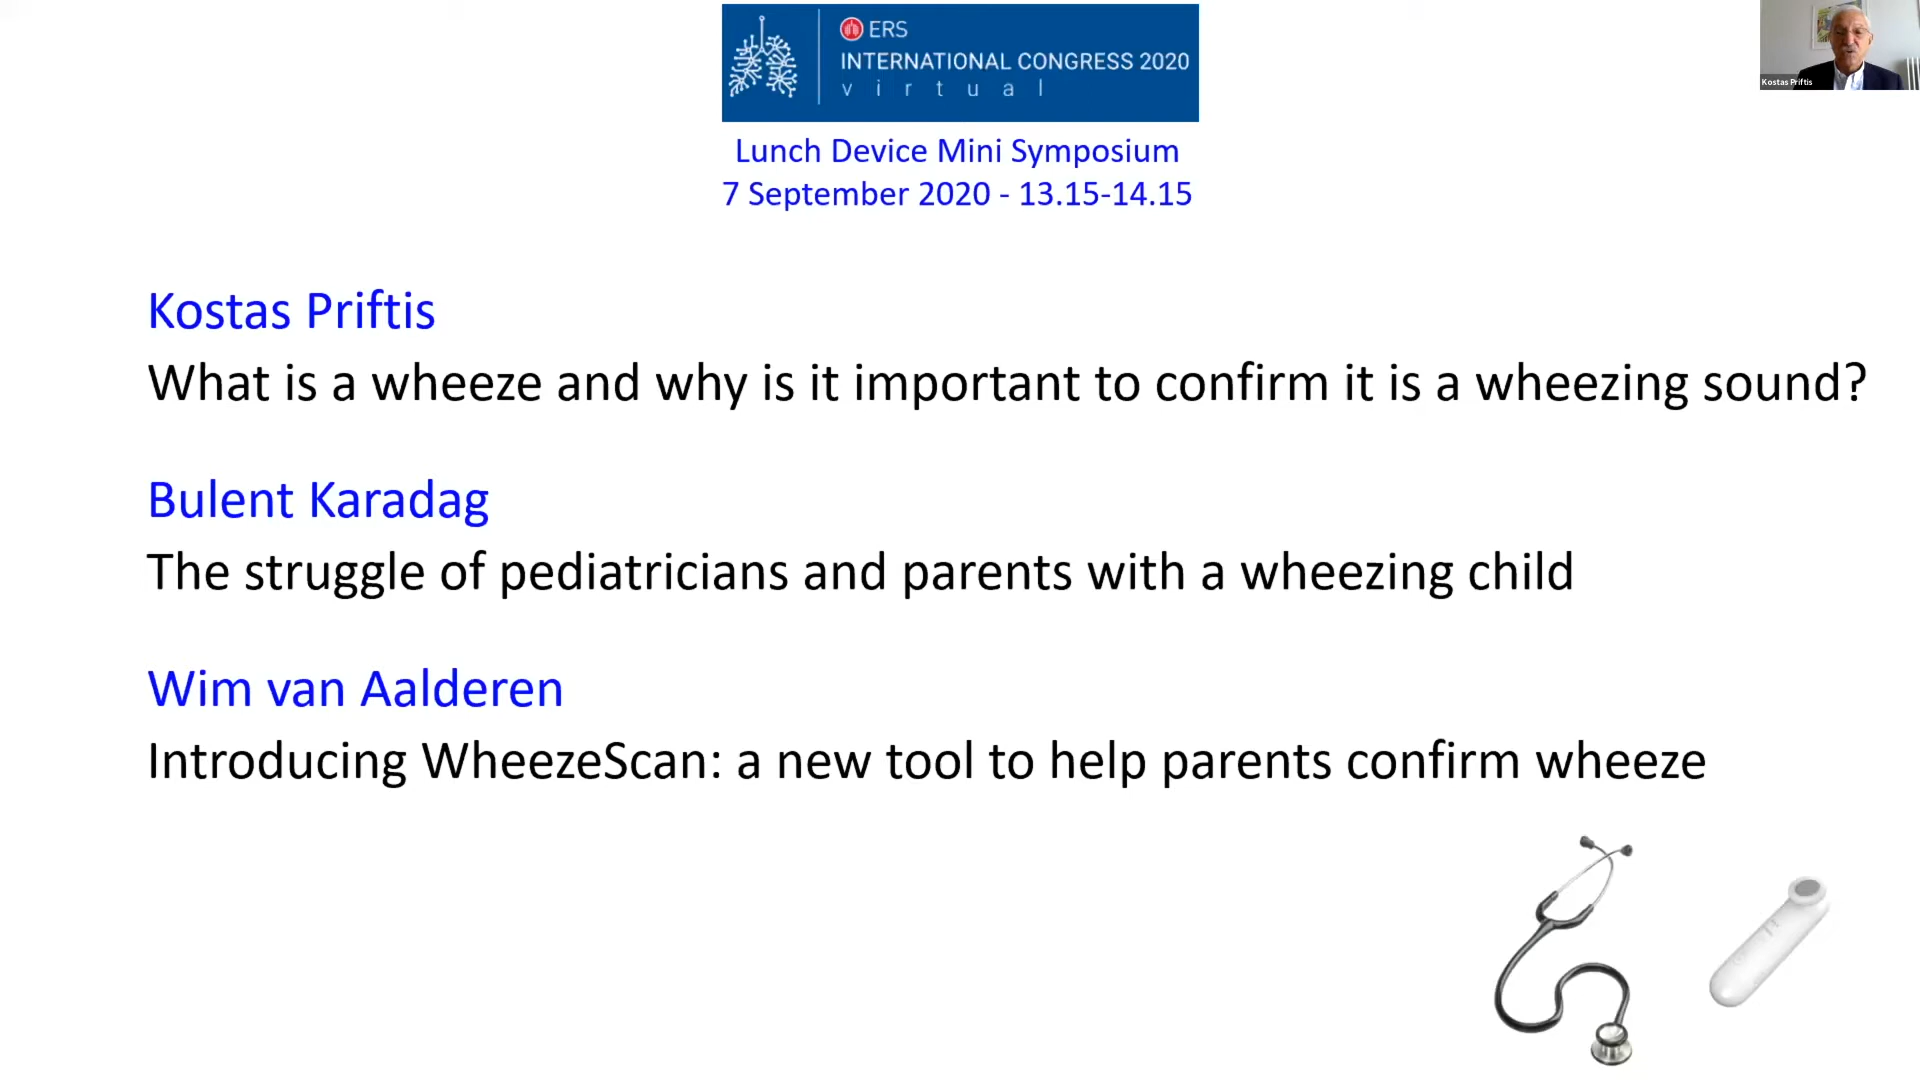 ERS
INTERNATIONAL CONGRESS 2020
virtual
Kostas Priftis
Lunch Device Mini Symposium
7 September 2020 - 13.15-14.15
Kostas Priftis
What is a wheeze and why is it important to confirm it is a wheezing sound?
Bulent Karadag
The struggle of pediatricians and parents with a wheezing child
Wim van Aalderen
Introducing WheezeScan: a new tool to help parents confirm wheeze